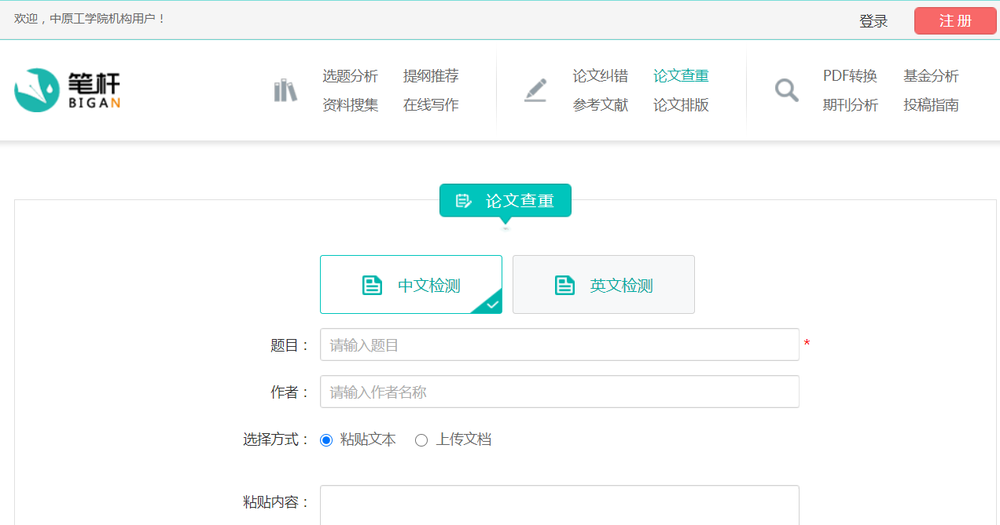 欢迎，中原工学院机构用户！
登录
注 册
笔杆
BIGAN
选题分析 提纲推荐
资料搜集 在线写作
论文纠错 论文查重
参考文献 论文排版
PDF转换 基金分析
期刊分析 投稿指南
论文查重
中文检测 英文检测
题目： 请输入题目 *
作者： 请输入作者名称
选择方式： 粘贴文本 上传文档
粘贴内容：